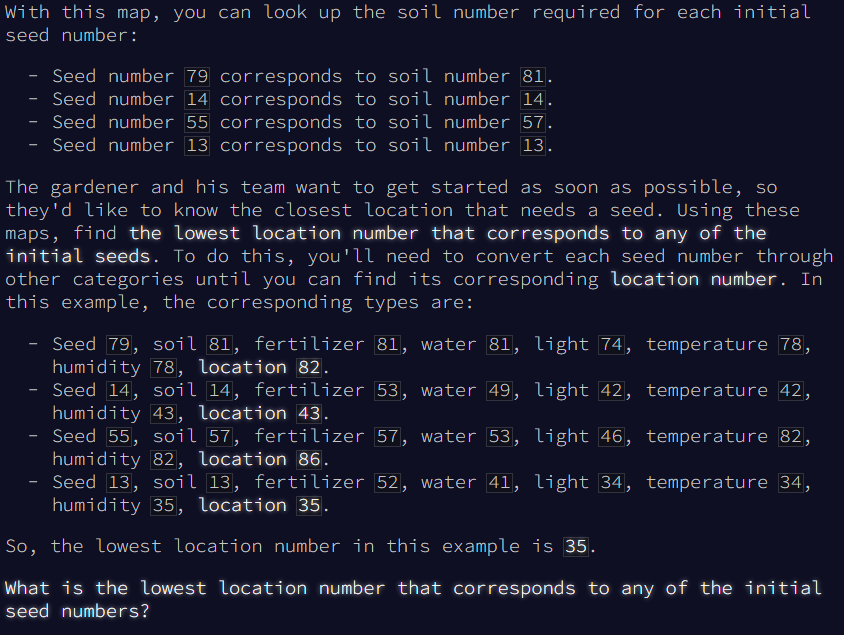 With this map, you can look up the soil number required for each initial
seed number:
- Seed number 79 corresponds to soil number 81.
- Seed number 14 corresponds to soil number 14.
- Seed number 55 corresponds to soil number 57.
- Seed number 13 corresponds to soil number 13.
The gardener and his team want to get started as soon as possible, so
they'd like to know the closest location that needs a seed. Using these
maps, find the lowest location number that corresponds to any of the
initial seeds. To do this, you'll need to convert each seed number through
other categories until you can find its corresponding location number. In
this example, the corresponding types are:
- Seed 79, soil 81, fertilizer 81, water 81, light 74, temperature 78,
humidity 78, location 82.
- Seed 14, soil 14, fertilizer 53, water 49, light 42, temperature 42,
humidity 43, location 43.
- Seed 55, soil 57, fertilizer 57, water 53, light 46, temperature 82,
humidity 82, location 86.
- Seed 13, soil 13, fertilizer 52, water 41, light 34, temperature 34,
humidity 35, location 35.
So, the lowest location number in this example is 35.
What is the lowest location number that corresponds to any of the initial
seed numbers?